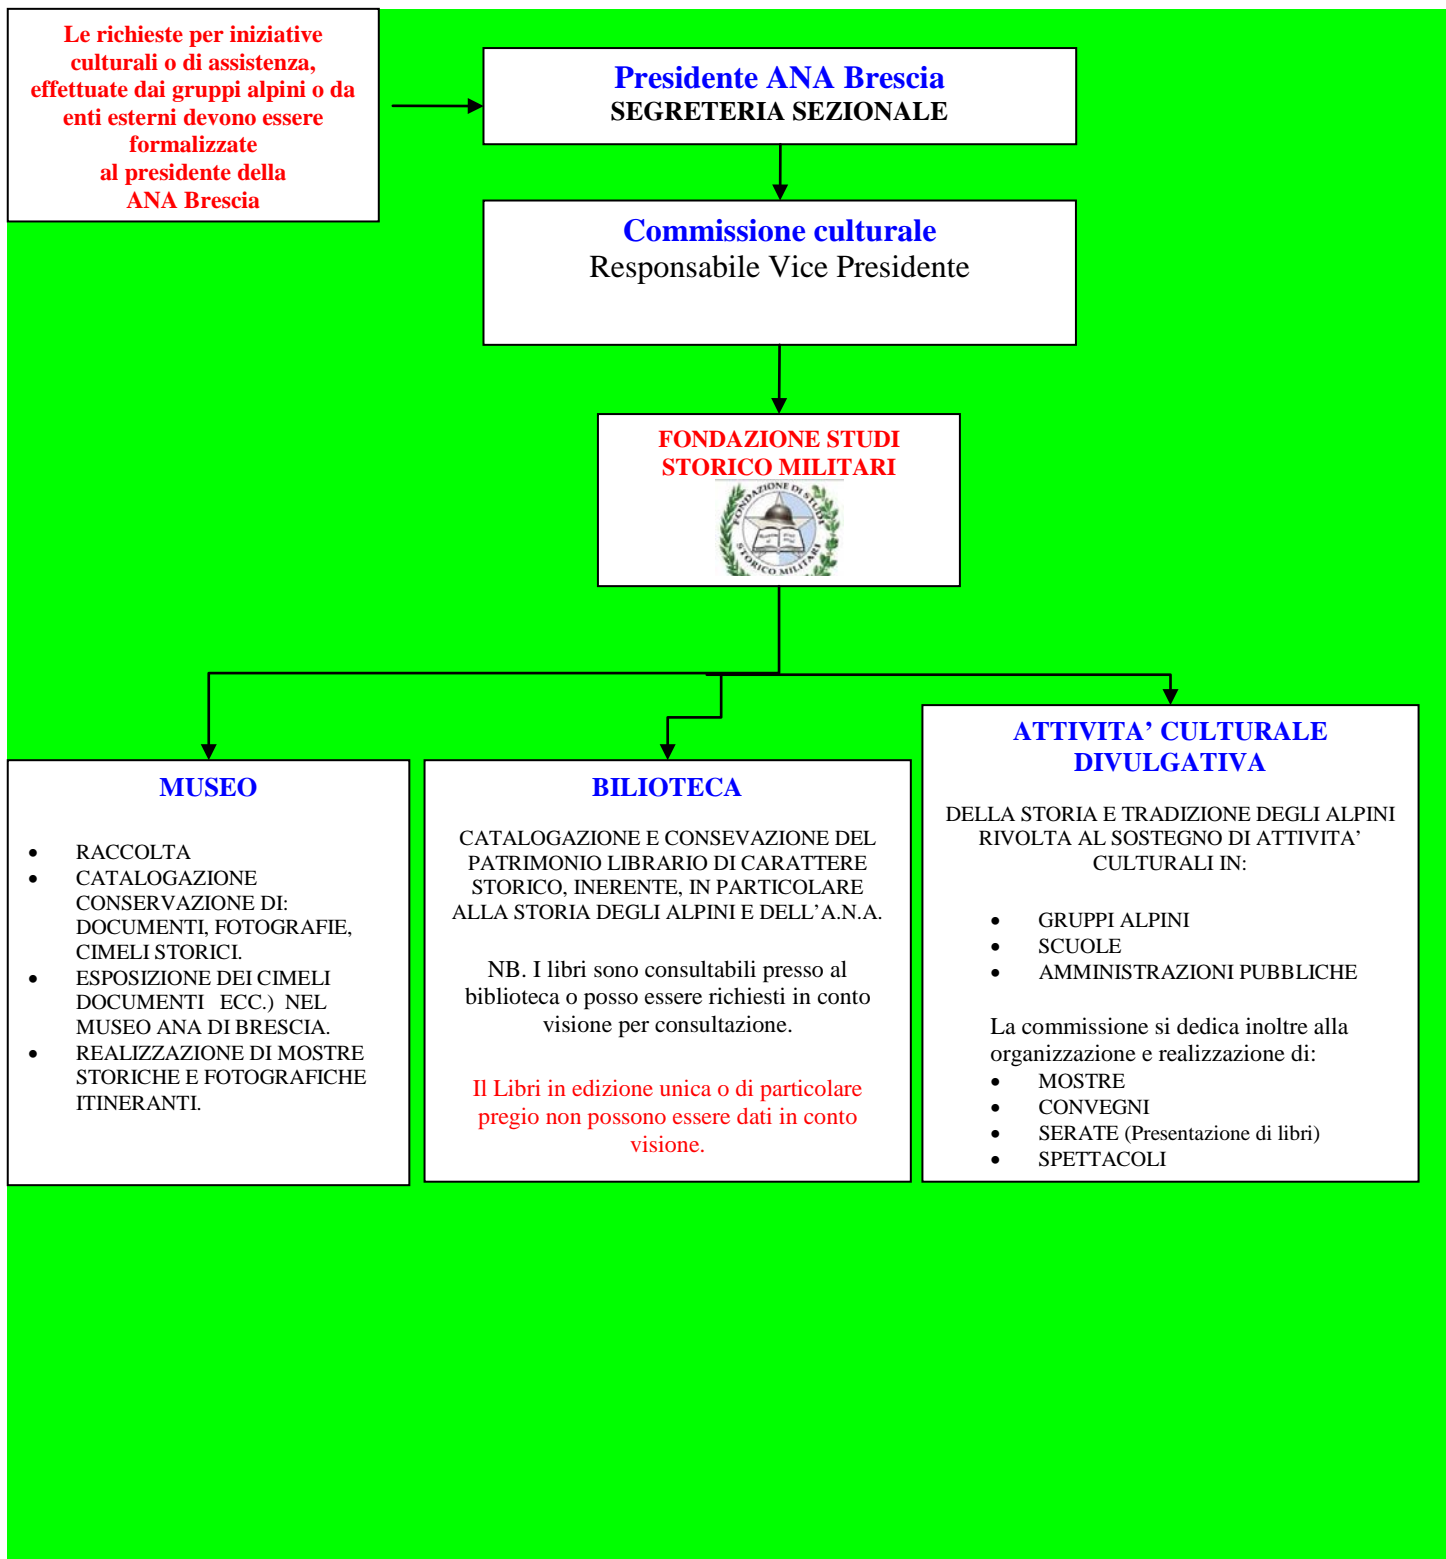 Le richieste per iniziative
culturali o di assistenza,
effettuate dai gruppi alpini o da
enti esterni devono essere
formalizzate
al presidente della
ANA Brescia
Presidente ANA Brescia
SEGRETERIA SEZIONALE
Commissione culturale
Responsabile Vice Presidente
FONDAZIONE STUDI
STORICO MILITARI
FONDAZIONE DI STUDI
STORICO MILITARI
MUSEO
• RACCOLTA
• CATALOGAZIONE
CONSERVAZIONE DI:
DOCUMENTI, FOTOGRAFIE,
CIMELI STORICI.
• ESPOSIZIONE DEI CIMELI
DOCUMENTI ECC.) NEL
MUSEO ANA DI BRESCIA.
• REALIZZAZIONE DI MOSTRE
STORICHE E FOTOGRAFICHE
ITINERANTI.
BILIOTECA
CATALOGAZIONE E CONSEVAZIONE DEL
PATRIMONIO LIBRARIO DI CARATTERE
STORICO, INERENTE, IN PARTICOLARE
ALLA STORIA DEGLI ALPINI E DELL’A.N.A.
NB. I libri sono consultabili presso al
biblioteca o posso essere richiesti in conto
visione per consultazione.
Il Libri in edizione unica o di particolare
pregio non possono essere dati in conto
visione.
ATTIVITA’ CULTURALE
DIVULGATIVA
DELLA STORIA E TRADIZIONE DEGLI ALPINI
RIVOLTA AL SOSTEGNO DI ATTIVITA’
CULTURALI IN:
• GRUPPI ALPINI
• SCUOLE
• AMMINISTRAZIONI PUBBLICHE
La commissione si dedica inoltre alla
organizzazione e realizzazione di:
• MOSTRE
• CONVEGNI
• SERATE (Presentazione di libri)
• SPETTACOLI